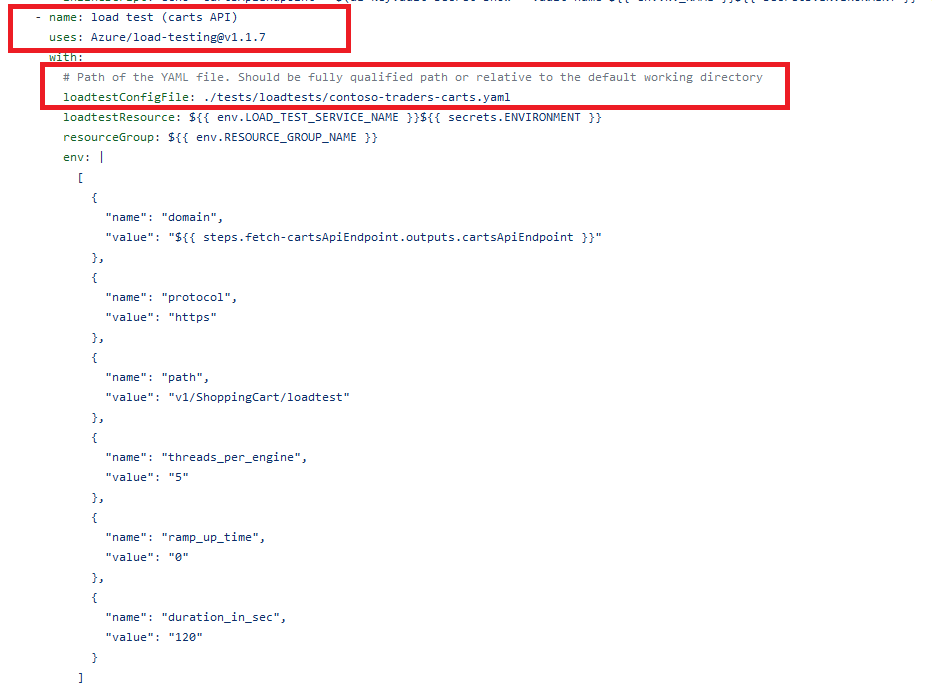 - name: load test (carts API)
uses: Azure/load-testing@v1.1.7
with:
# Path of the YAML file. Should be fully qualified path or relative to the default working directory
loadtestConfigFile: ./tests/loadtests/contoso-traders-carts.yaml
loadtestResource: ${{ env.LOAD_TEST_SERVICE_NAME }}${{ secrets.ENVIRONMENT }}
resourceGroup: ${{ env.RESOURCE_GROUP_NAME }}
env: |
[
{
"name": "domain",
"value": "${{ steps.fetch-cartsApiEndpoint.outputs.cartsApiEndpoint }}"
},
{
"name": "protocol",
"value": "https"
},
{
"name": "path",
"value": "v1/ShoppingCart/loadtest"
},
{
"name": "threads_per_engine",
"value": "5"
},
{
"name": "ramp_up_time",
"value": "0"
},
{
"name": "duration_in_sec",
"value": "120"
}
]